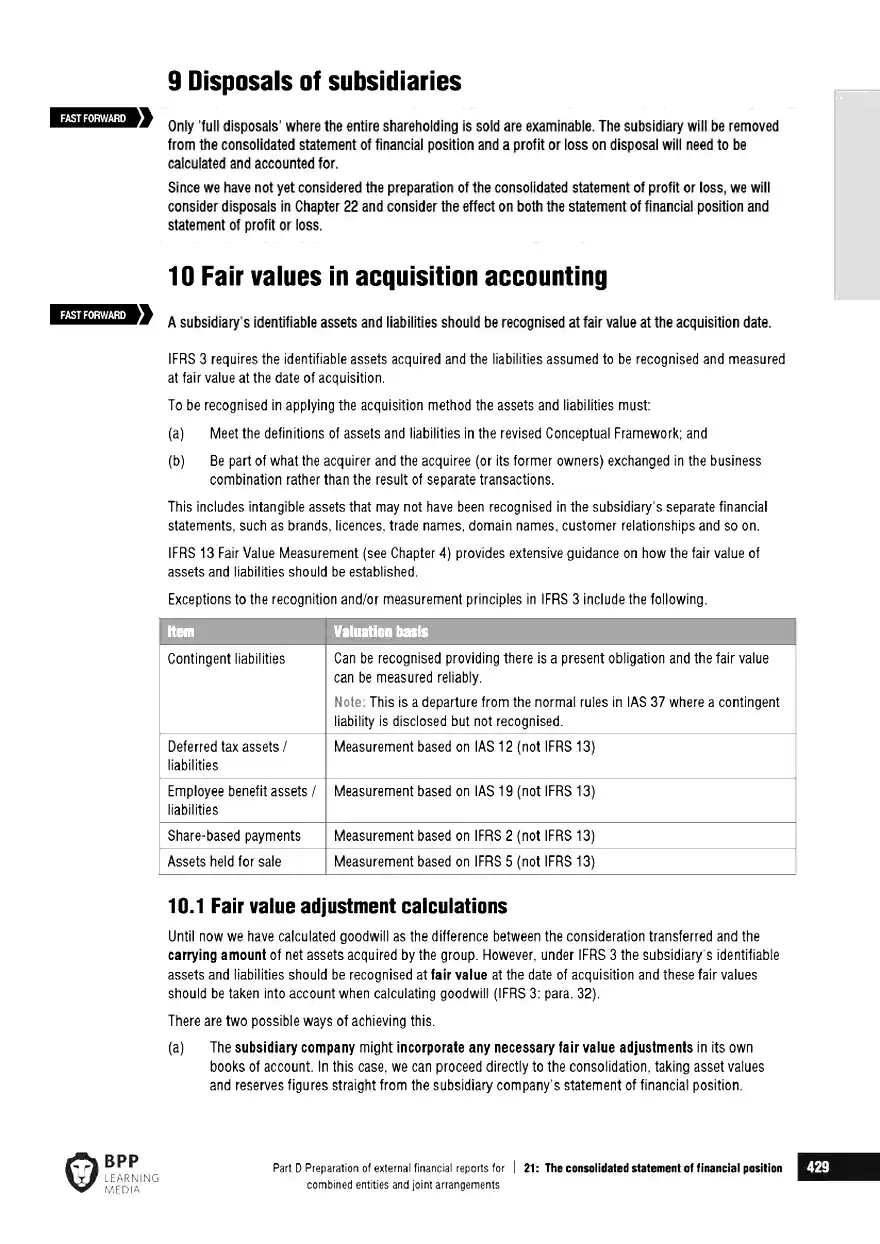 9 Disposals of subsidiaries
FAST FORWARD
Only 'full disposals' where the entire shareholding is sold are examinable. The subsidiary will be removed
from the consolidated statement of financial position and a profit or loss on disposal will need to be
calculated and accounted for.
Since we have not yet considered the preparation of the consolidated statement of profit or loss, we will
consider disposals in Chapter 22 and consider the effect on both the statement of financial position and
statement of profit or loss.
10 Fair values in acquisition accounting
FAST FORWARD
A subsidiary's identifiable assets and liabilities should be recognised at fair value at the acquisition date.
IFRS 3 requires the identifiable assets acquired and the liabilities assumed to be recognised and measured
at fair value at the date of acquisition.
To be recognised in applying the acquisition method the assets and liabilities must:
(a) Meet the definitions of assets and liabilities in the revised Conceptual Framework; and
(b) Be part of what the acquirer and the acquiree (or its former owners) exchanged in the business
combination rather than the result of separate transactions.
This includes intangible assets that may not have been recognised in the subsidiary's separate financial
statements, such as brands, licences, trade names, domain names, customer relationships and so on.
IFRS 13 Fair Value Measurement (see Chapter 4) provides extensive guidance on how the fair value of
assets and liabilities should be established.
Exceptions to the recognition and/or measurement principles in IFRS 3 include the following.
Item Valuation basis
Contingent liabilities Can be recognised providing there is a present obligation and the fair value
can be measured reliably.
Note: This is a departure from the normal rules in IAS 37 where a contingent
liability is disclosed but not recognised.
Deferred tax assets / Measurement based on IAS 12 (not IFRS 13)
liabilities
Employee benefit assets / Measurement based on IAS 19 (not IFRS 13)
liabilities
Share-based payments Measurement based on IFRS 2 (not IFRS 13)
Assets held for sale Measurement based on IFRS 5 (not IFRS 13)
10.1 Fair value adjustment calculations
Until now we have calculated goodwill as the difference between the consideration transferred and the
carrying amount of net assets acquired by the group. However, under IFRS 3 the subsidiary's identifiable
assets and liabilities should be recognised at fair value at the date of acquisition and these fair values
should be taken into account when calculating goodwill (IFRS 3: para. 32).
There are two possible ways of achieving this.
(a) The subsidiary company might incorporate any necessary fair value adjustments in its own
books of account. In this case, we can proceed directly to the consolidation, taking asset values
and reserves figures straight from the subsidiary company's statement of financial position.
BPP
LEARNING
MEDIA
Part D Preparation of external financial reports for | 21: The consolidated statement of financial position 429
combined entities and joint arrangements